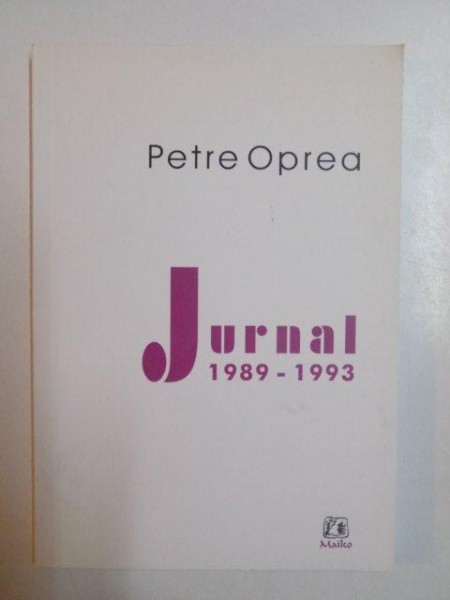 Petre Oprea
Jurnal
1989 - 1993
Maiko